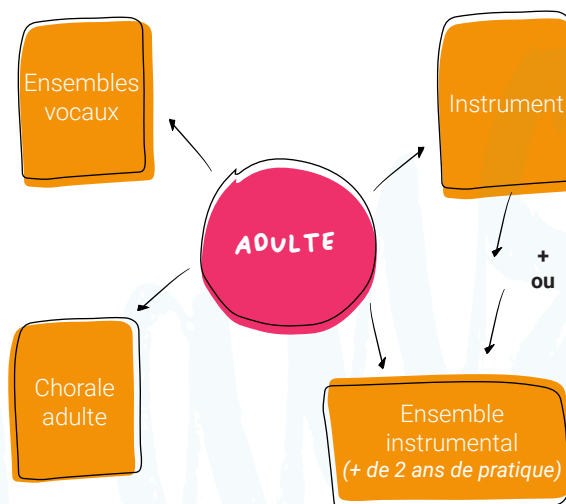 Ensembles
vocaux
Instrument
ADULTE
+
ou
Chorale
adulte
Ensemble
instrumental
(+ de 2 ans de pratique)